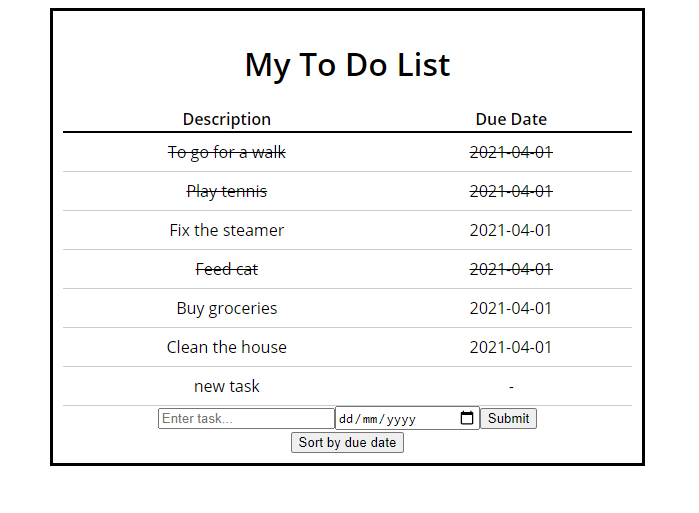 My To Do List
Description Due Date
To go for a walk 2021-04-01
Play tennis 2021-04-01
Fix the steamer 2021-04-01
Feed cat 2021-04-01
Buy groceries 2021-04-01
Clean the house 2021-04-01
new task -
Enter task... dd/mm/yyyy Submit
Sort by due date